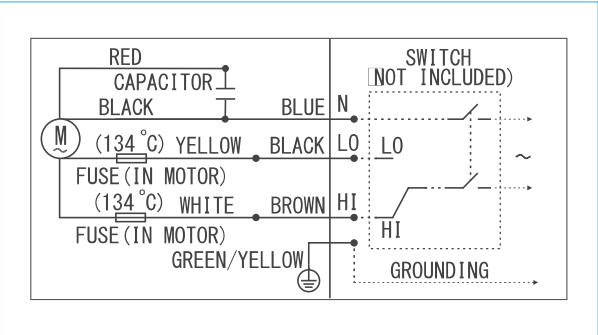 RED
SWITCH
(NOT INCLUDED)
CAPACITOR
BLACK
BLUE N
M
(134°C) YELLOW BLACK LO LO
FUSE(IN MOTOR)
(134°C) WHITE BROWN HI
HI
FUSE(IN MOTOR)
GREEN/YELLOW
GROUNDING